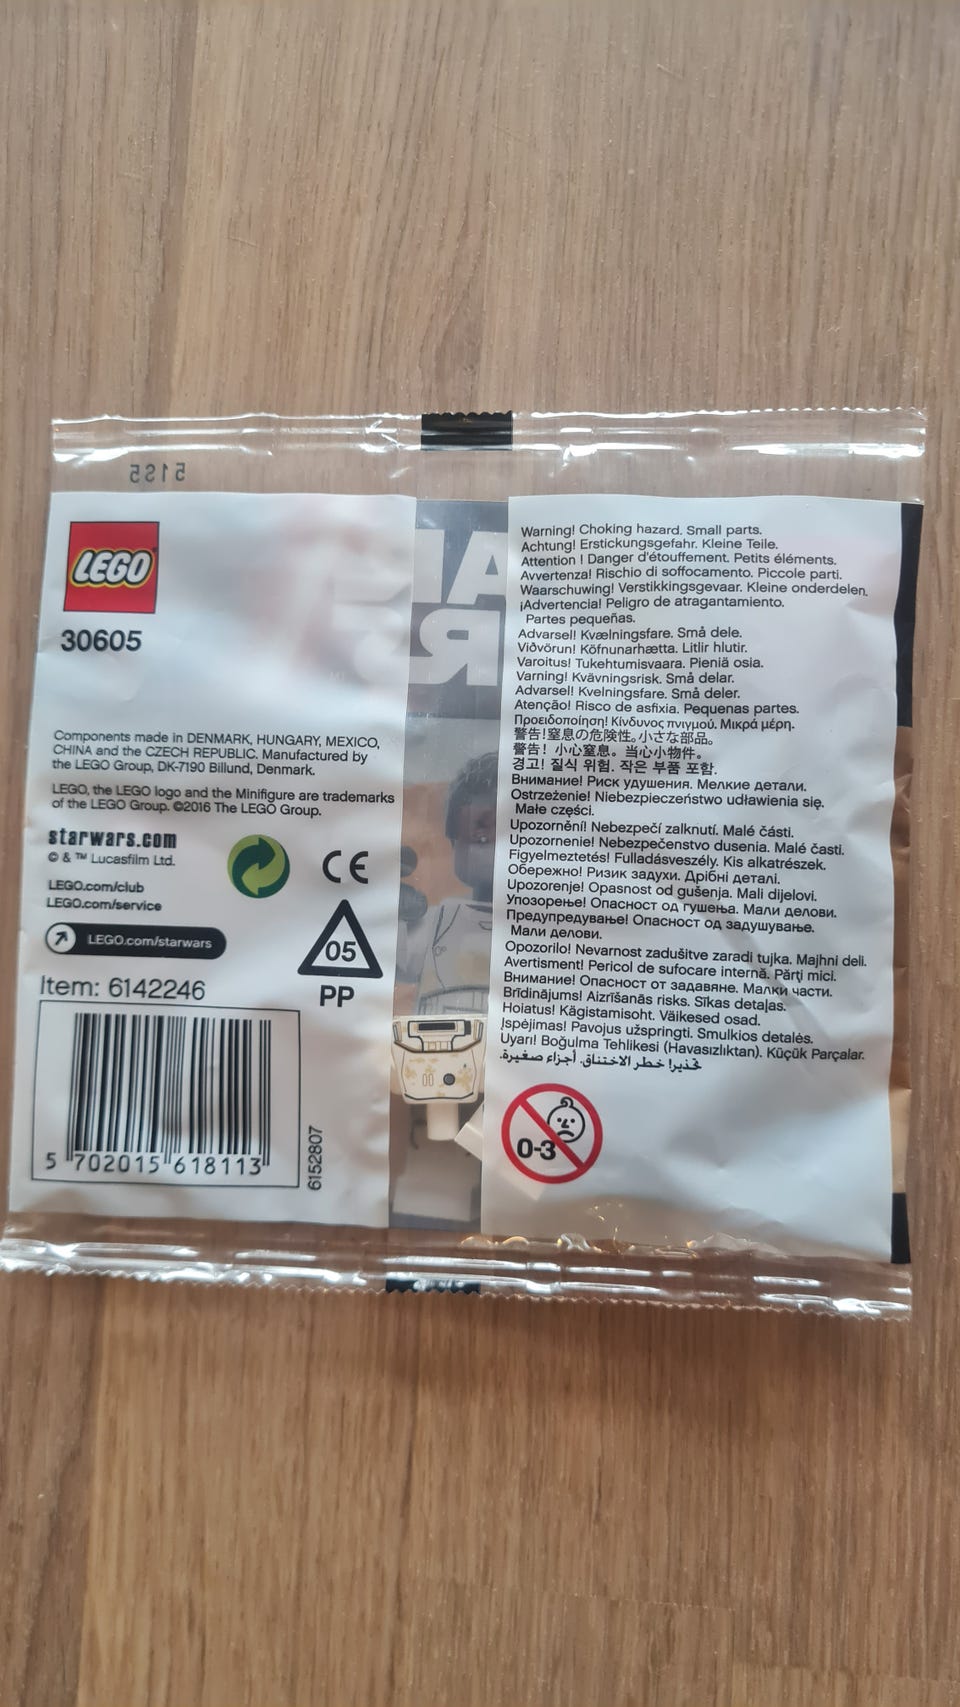 51S5
LEGO
30605
Components made in DENMARK, HUNGARY, MEXICO,
CHINA and the CZECH REPUBLIC. Manufactured by
the LEGO Group, DK-7190 Billund, Denmark.
LEGO, the LEGO logo and the Minifigure are trademarks
of the LEGO Group. ©2016 The LEGO Group.
starwars.com
© & ™ Lucasfilm Ltd.
LEGO.com/club
LEGO.com/service
LEGO.com/starwars
CE
05
PP
Item: 6142246
5 702015 618113
6152807
Warning! Choking hazard. Small parts.
Achtung! Erstickungsgefahr. Kleine Teile.
Attention ! Danger d'étouffement. Petits éléments.
Avvertenza! Rischio di soffocamento. Piccole parti.
Waarschuwing! Verstikkingsgevaar. Kleine onderdelen.
¡Advertencia! Peligro de atragantamiento.
Partes pequeñas.
Advarsel! Kvælningsfare. Små dele.
Viðvörun! Köfnunarhætta. Litlir hlutir.
Varoitus! Tukehtumisvaara. Pieniä osia.
Varning! Kvävningsrisk. Små delar.
Advarsel! Kvelningsfare. Små deler.
Atenção! Risco de asfixia. Pequenas partes.
Προειδοποίηση! Κίνδυνος πνιγμού. Μικρά μέρη.
警告!窒息の危険性。小さな部品。
警告! 小心窒息。当心小物件。
경고! 질식 위험. 작은 부품 포함.
Внимание! Риск удушения. Мелкие детали.
Ostrzeżenie! Niebezpieczeństwo udławienia się.
Małe części.
Upozornění! Nebezpečí zalknutí. Malé části.
Upozornenie! Nebezpečenstvo dusenia. Malé časti.
Figyelmeztetés! Fulladásveszély. Kis alkatrészek.
Обережно! Ризик задухи. Дрібні деталі.
Upozorenje! Opasnost od gušenja. Mali dijelovi.
Упозорење! Опасност од гушења. Мали делови.
Предупредување! Опасност од задушување.
Мали делови.
Opozorilo! Nevarnost zadušitve zaradi tujka. Majhni deli.
Avertisment! Pericol de sufocare internă. Părţi mici.
Внимание! Опасност от задавяне. Малки части.
Brīdinājums! Aizrīšanās risks. Sīkas detaļas.
Hoiatus! Kägistamisoht. Väikesed osad.
Įspėjimas! Pavojus užspringti. Smulkios detalės.
Uyarı! Boğulma Tehlikesi (Havasızlıktan). Küçük Parçalar.
تحذير! خطر الاختناق. أجزاء صغيرة.
0-3